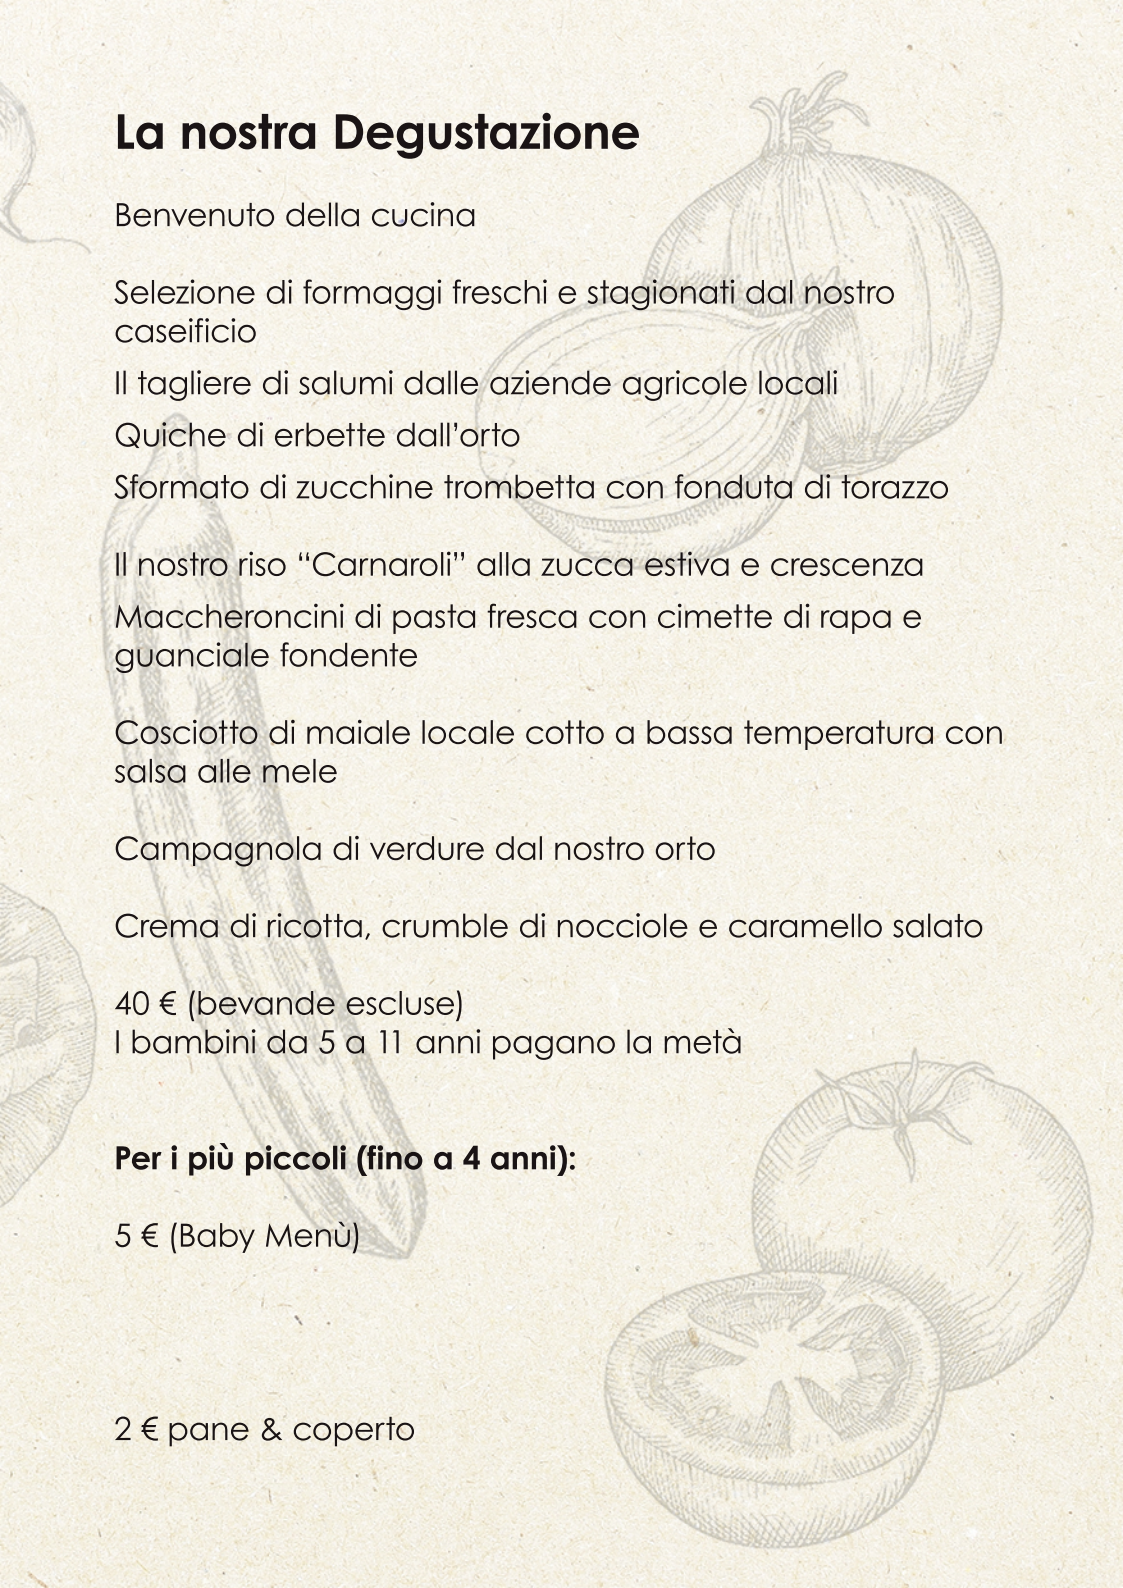 La nostra Degustazione
Benvenuto della cucina
Selezione di formaggi freschi e stagionati dal nostro
caseificio
Il tagliere di salumi dalle aziende agricole locali
Quiche di erbette dall’orto
Sformato di zucchine trombetta con fonduta di torazzo
Il nostro riso “Carnaroli” alla zucca estiva e crescenza
Maccheroncini di pasta fresca con cimette di rapa e
guanciale fondente
Cosciotto di maiale locale cotto a bassa temperatura con
salsa alle mele
Campagnola di verdure dal nostro orto
Crema di ricotta, crumble di nocciole e caramello salato
40 € (bevande escluse)
I bambini da 5 a 11 anni pagano la metà
Per i più piccoli (fino a 4 anni):
5 € (Baby Menù)
2 € pane & coperto